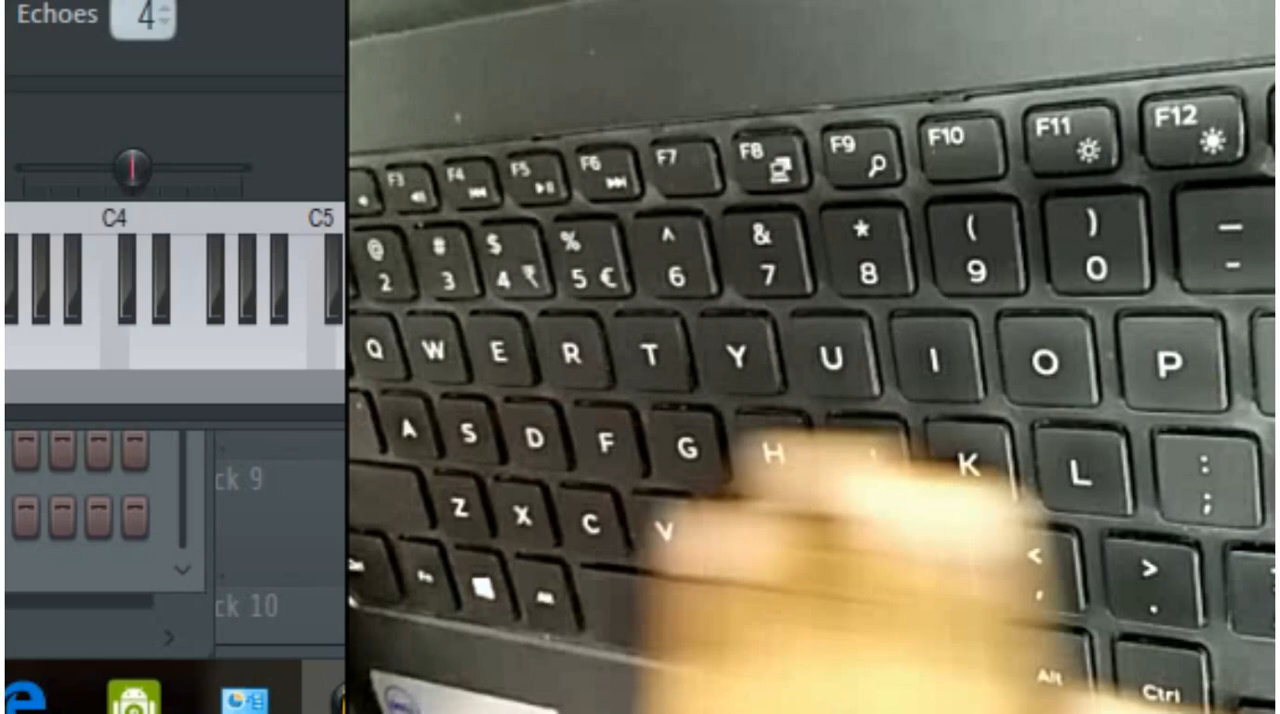 Echoes 4
C4 C5
ck 9
ck 10
F3 F4 F5 F6 F7 F8 F9 F10 F11 F12
@ # $ % ^ & * ( ) —
2 3 4 ₹ 5 € 6 7 8 9 0 -
Q W E R T Y U I O P
A S D F G H K L : ;
Z X C V < , > .
Fn
Alt Ctrl